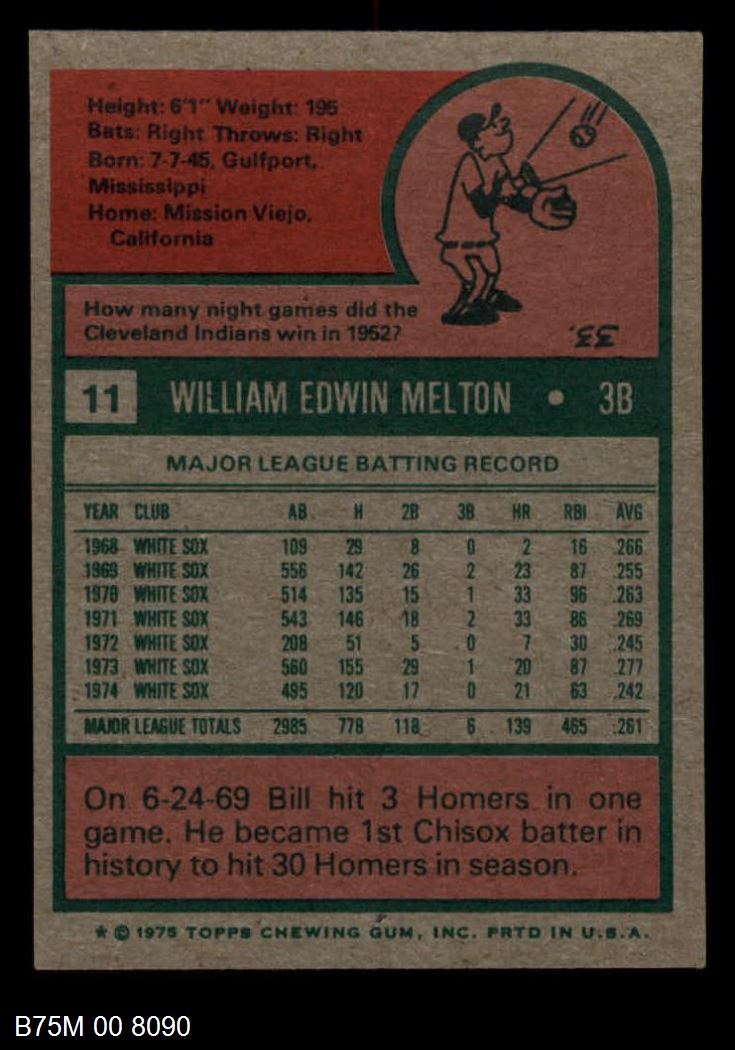 Height: 6'1" Weight: 195
Bats: Right Throws: Right
Born: 7-7-45, Gulfport,
Mississippi
Home: Mission Viejo,
California
How many night games did the
Cleveland Indians win in 1952?
33.
11 WILLIAM EDWIN MELTON • 3B
MAJOR LEAGUE BATTING RECORD
YEAR CLUB AB. H 2B 3B HR RBI AVG
1968 WHITE SOX 109 29 8 0 2 16 .266
1969 WHITE SOX 556 142 26 2 23 87 .255
1970 WHITE SOX 514 135 15 1 33 96 .263
1971 WHITE SOX 543 146 18 2 33 86 .269
1972 WHITE SOX 208 51 5 0 7 30 .245
1973 WHITE SOX 560 155 29 1 20 87 .277
1974 WHITE SOX 495 120 17 0 21 63 .242
MAJOR LEAGUE TOTALS 2985 778 118 6 139 465 .261
On 6-24-69 Bill hit 3 Homers in one
game. He became 1st Chisox batter in
history to hit 30 Homers in season.
* © 1975 TOPPS CHEWING GUM, INC. PRTD IN U.S.A.
B75M 00 8090